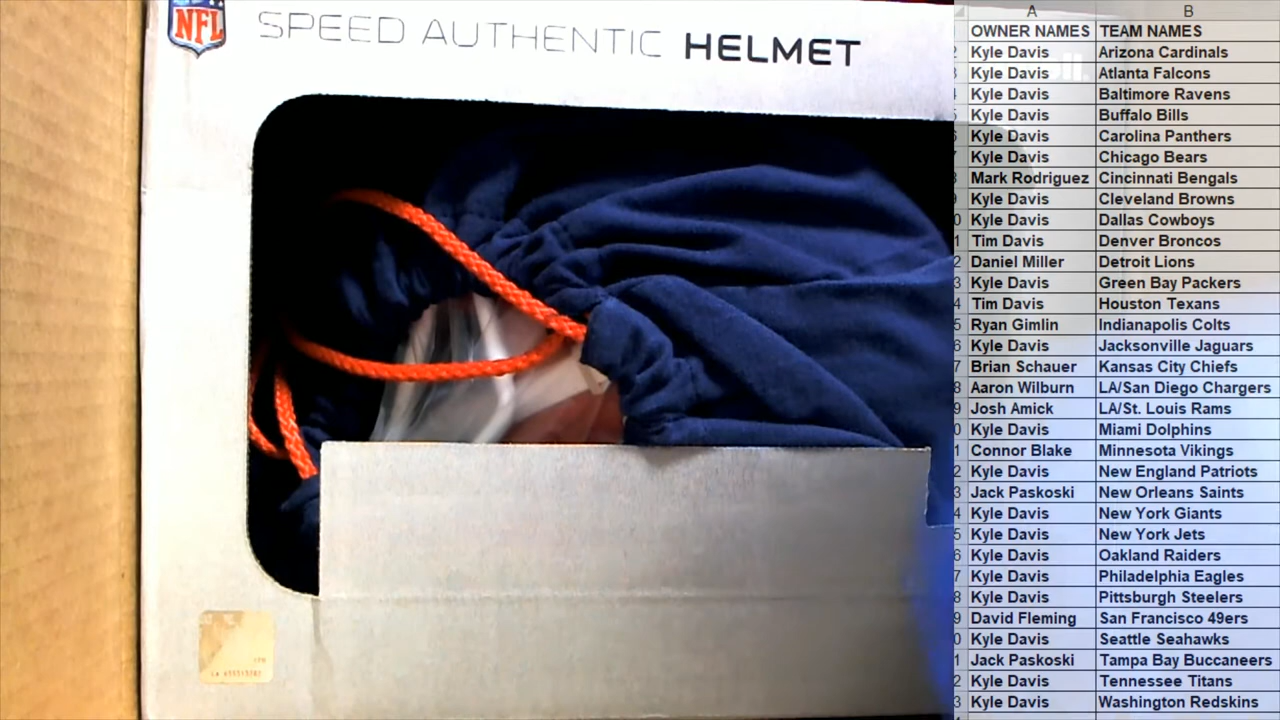 NFL
SPEED AUTHENTIC HELMET
A B
OWNER NAMES TEAM NAMES
Kyle Davis Arizona Cardinals
Kyle Davis Atlanta Falcons
Kyle Davis Baltimore Ravens
Kyle Davis Buffalo Bills
Kyle Davis Carolina Panthers
Kyle Davis Chicago Bears
Mark Rodriguez Cincinnati Bengals
Kyle Davis Cleveland Browns
Kyle Davis Dallas Cowboys
Tim Davis Denver Broncos
Daniel Miller Detroit Lions
Kyle Davis Green Bay Packers
Tim Davis Houston Texans
Ryan Gimlin Indianapolis Colts
Kyle Davis Jacksonville Jaguars
Brian Schauer Kansas City Chiefs
Aaron Wilburn LA/San Diego Chargers
Josh Amick LA/St. Louis Rams
Kyle Davis Miami Dolphins
Connor Blake Minnesota Vikings
Kyle Davis New England Patriots
Jack Paskoski New Orleans Saints
Kyle Davis New York Giants
Kyle Davis New York Jets
Kyle Davis Oakland Raiders
Kyle Davis Philadelphia Eagles
Kyle Davis Pittsburgh Steelers
David Fleming San Francisco 49ers
Kyle Davis Seattle Seahawks
Jack Paskoski Tampa Bay Buccaneers
Kyle Davis Tennessee Titans
Kyle Davis Washington Redskins